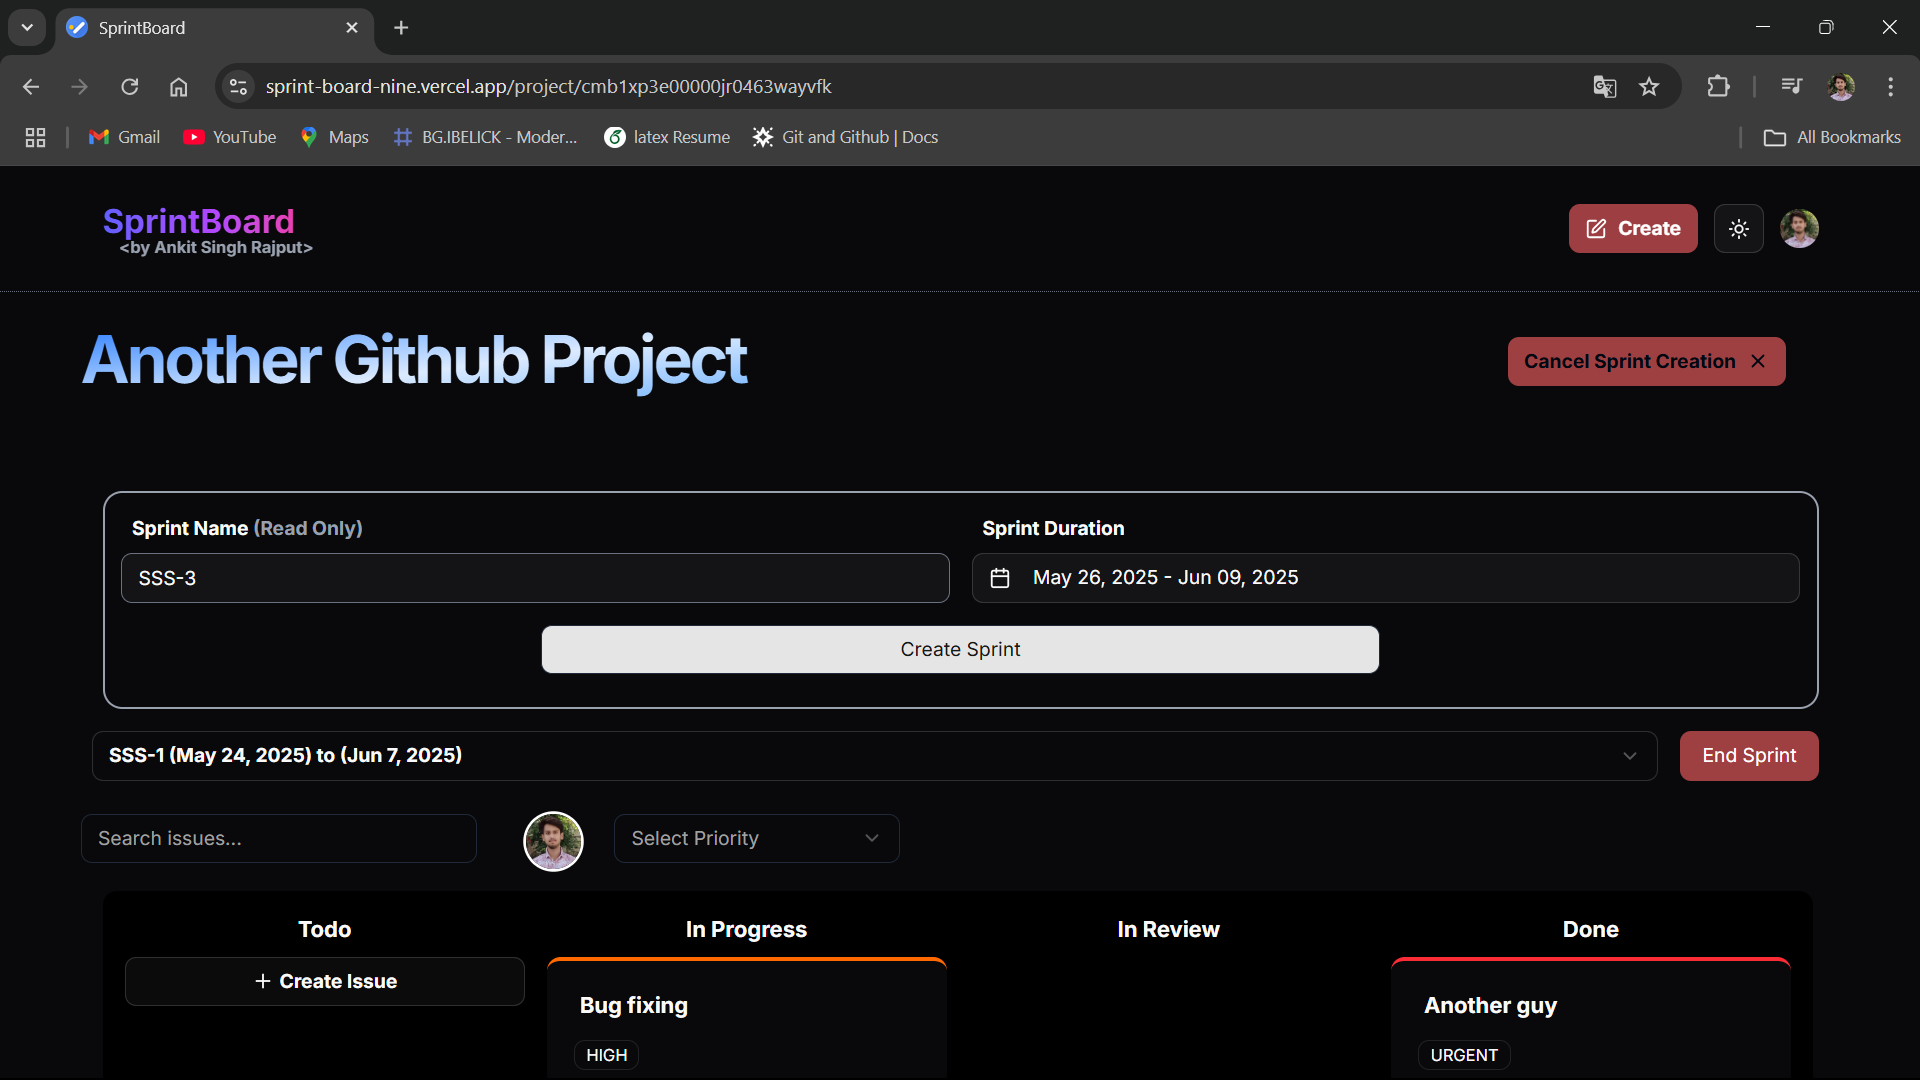 SprintBoard
sprint-board-nine.vercel.app/project/cmb1xp3e00000jr0463wayvfk
Gmail
YouTube
Maps
BG.IBELICK - Moder...
latex Resume
Git and Github | Docs
All Bookmarks
SprintBoard
<by Ankit Singh Rajput>
Create
Another Github Project
Cancel Sprint Creation
Sprint Name (Read Only)
Sprint Duration
SSS-3
May 26, 2025 - Jun 09, 2025
Create Sprint
SSS-1 (May 24, 2025) to (Jun 7, 2025)
End Sprint
Search issues...
Select Priority
Todo
In Progress
In Review
Done
+ Create Issue
Bug fixing
Another guy
HIGH
URGENT